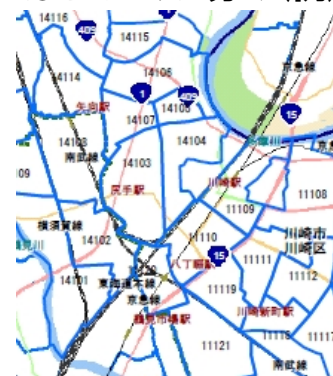 14116
409
14115
京急線
14114
14106
矢向駅
1
409
14105
15
14107
14103
14104
南武線
14103
尻手駅
川崎駅
11108
11109
横須賀線
14102
11110
川崎市
川崎区
15
八丁畷駅
11111
14101
11112
東海道本線
11119
京急線
鶴見市場駅
川崎新町駅
11121
南武線